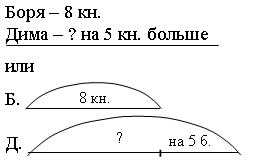 Боря – 8 кн.
Дима – ? на 5 кн. больше
или
Б. 8 кн.
Д. ? на 5 б.